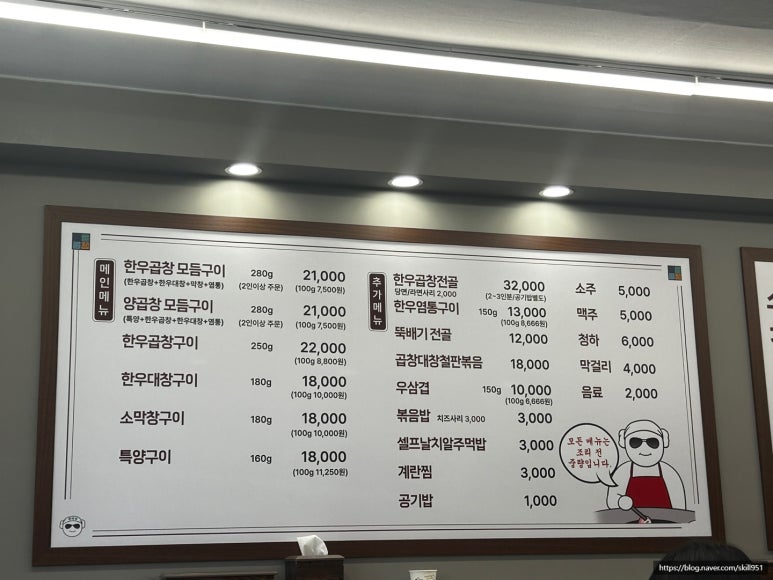 메인메뉴
한우곱창 모듬구이 280g 21,000
(한우곱창+한우대창+막창+염통) (2인이상 주문) (100g 7,500원)
양곱창 모듬구이 280g 21,000
(특양+한우곱창+한우대창+염통) (2인이상 주문) (100g 7,500원)
한우곱창구이 250g 22,000
(100g 8,800원)
한우대창구이 180g 18,000
(100g 10,000원)
소막창구이 180g 18,000
(100g 10,000원)
특양구이 160g 18,000
(100g 11,250원)
추가메뉴
한우곱창전골 32,000
당면/라면사리 2,000 (2~3인분/공기밥별도)
한우염통구이 150g 13,000
(100g 8,666원)
뚝배기 전골 12,000
곱창대창철판볶음 18,000
우삼겹 150g 10,000
(100g 6,666원)
볶음밥 치즈사리 3,000 3,000
셀프날치알주먹밥 3,000
계란찜 3,000
공기밥 1,000
소주 5,000
맥주 5,000
청하 6,000
막걸리 4,000
음료 2,000
모든 메뉴는
조리 전
중량입니다.
https://blog.naver.com/skill951